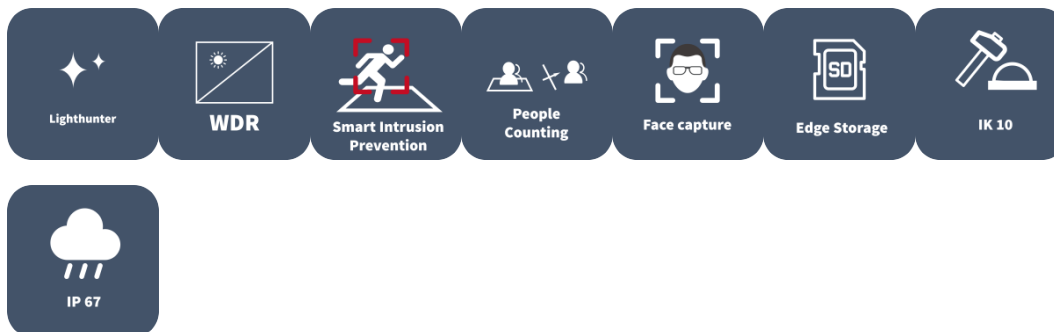 Lighthunter
WDR
Smart Intrusion
Prevention
People
Counting
SD
Face capture
Edge Storage
IK 10
IP 67